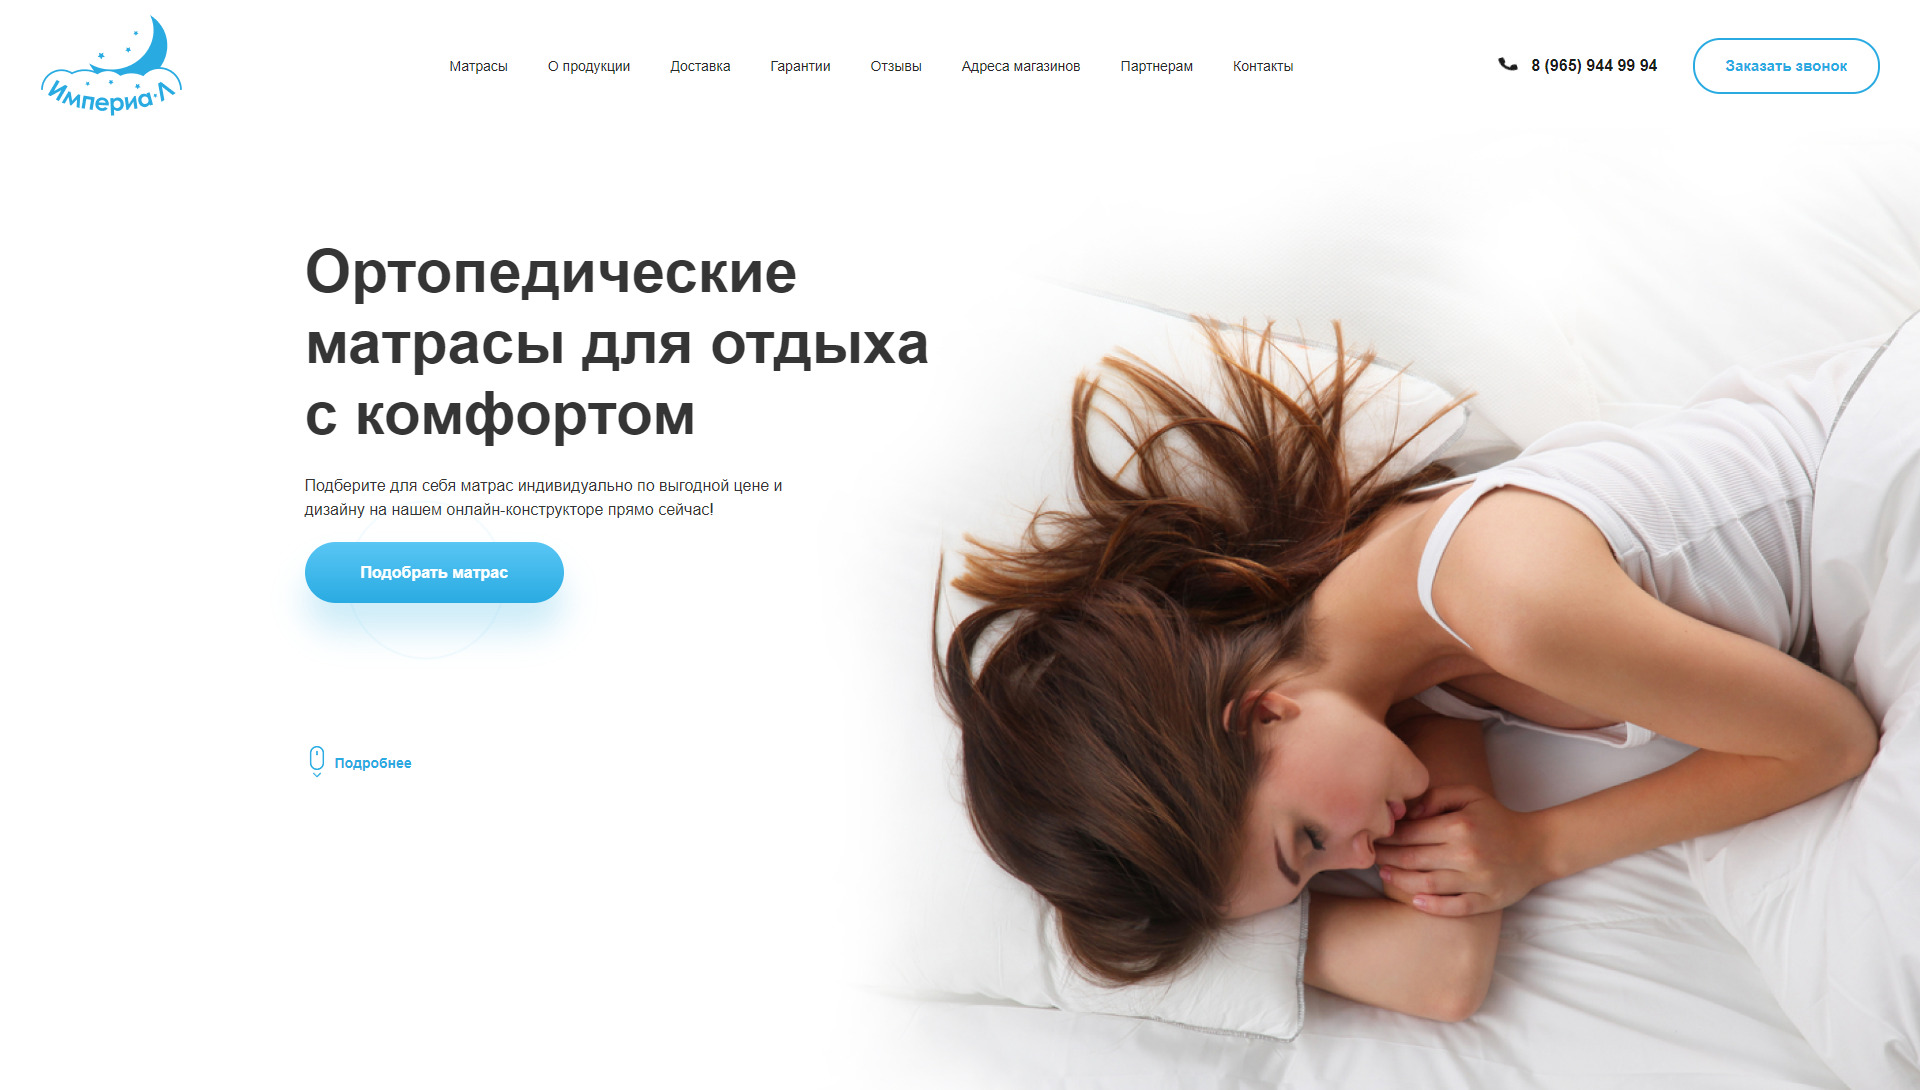 Империа·Л
Матрасы
О продукции
Доставка
Гарантии
Отзывы
Адреса магазинов
Партнерам
Контакты
8 (965) 944 99 94
Заказать звонок
Ортопедические
матрасы для отдыха
с комфортом
Подберите для себя матрас индивидуально по выгодной цене и
дизайну на нашем онлайн-конструкторе прямо сейчас!
Подобрать матрас
Подробнее